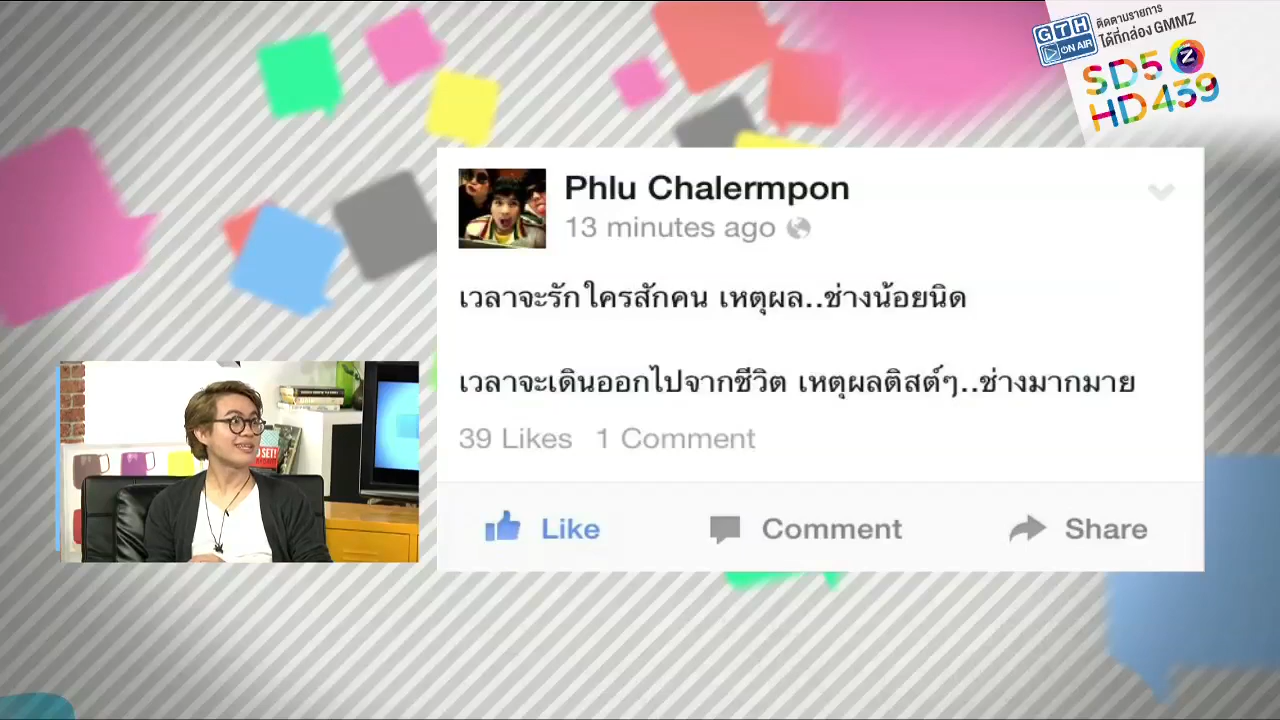 GTH
ON AIR
ติดตามรายการ
ได้ที่กล่อง GMMZ
SD5 Z
HD459
Phlu Chalermpon
13 minutes ago
เวลาจะรักใครสักคน เหตุผล..ช่างน้อยนิด
เวลาจะเดินออกไปจากชีวิต เหตุผลติสต์ๆ..ช่างมากมาย
39 Likes 1 Comment
Like Comment Share